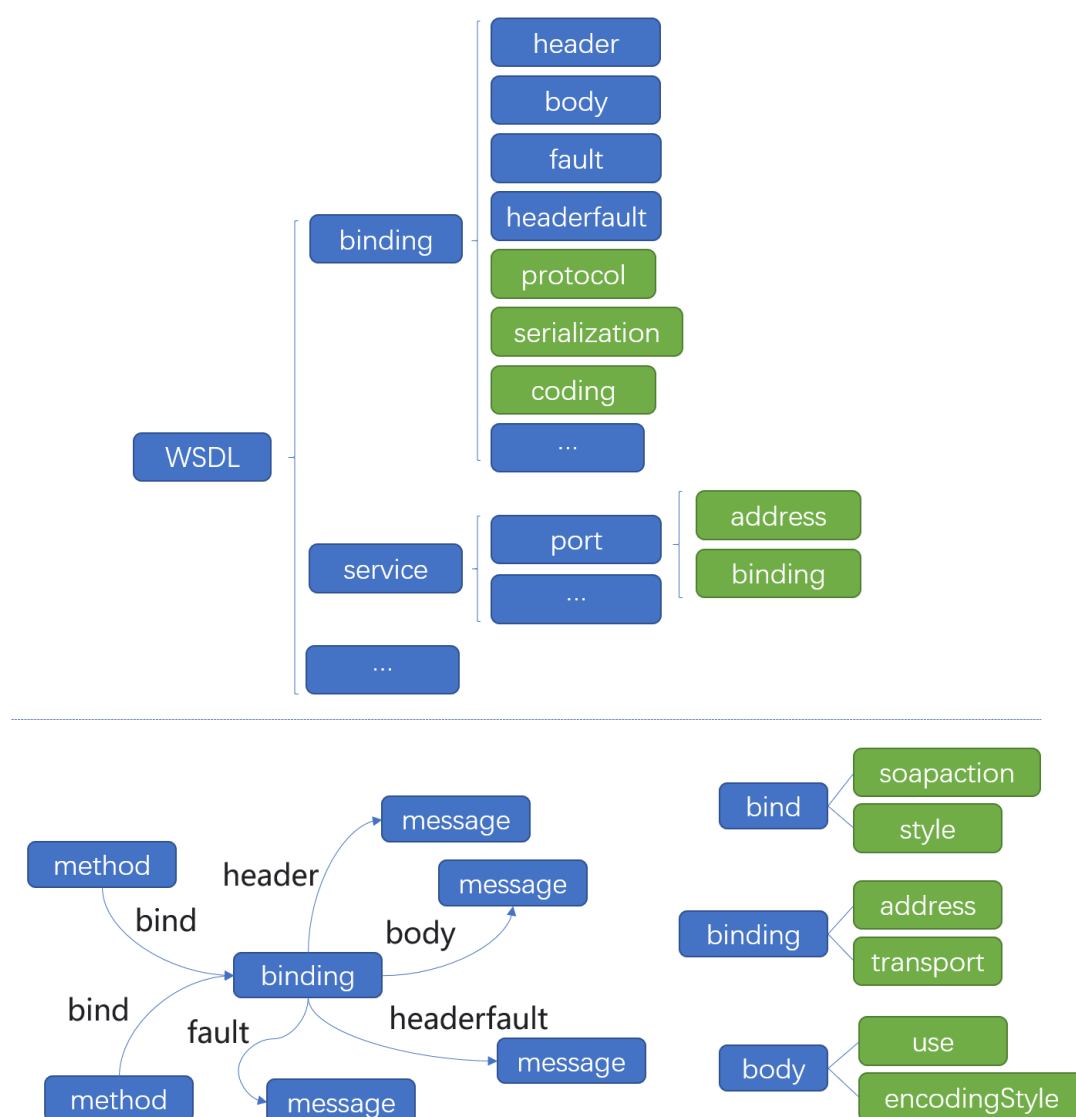 header
body
fault
headerfault
binding
protocol
serialization
coding
WSDL
...
address
port
service
binding
...
...
soapaction
bind
message
style
method
header
message
bind
body
address
binding
binding
transport
bind
fault
headerfault
use
message
body
method
message
encodingStyle